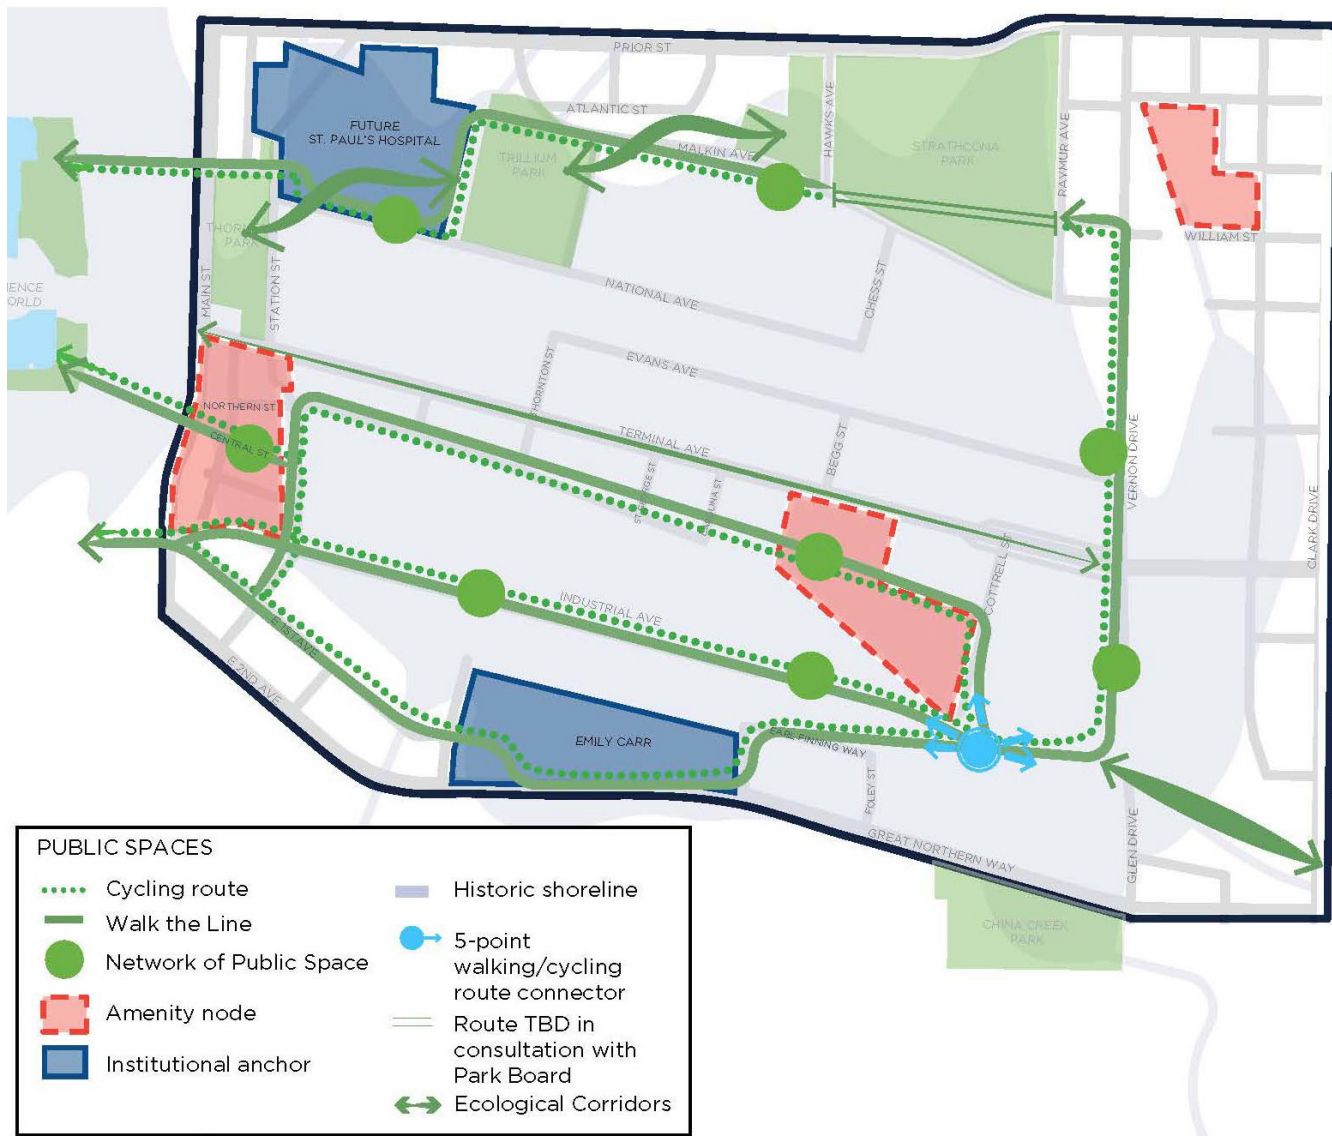 PRIOR ST
ATLANTIC ST
FUTURE
ST. PAUL'S HOSPITAL
TRILLIUM
PARK
MALKIN AVE
HAWKS AVE
STRATHCONA
PARK
RAYMUR AVE
WILLIAM ST
PARK
MAIN ST
STATION ST
NATIONAL AVE
CHESS ST
EVANS AVE
THORNTON ST
TERMINAL AVE
BEGG ST
VERNON DRIVE
CLARK DRIVE
NORTHERN ST
CENTRAL ST
COTTRELL ST
INDUSTRIAL AVE
E 1ST AVE
E 2ND AVE
EMILY CARR
EARL FINNING WAY
FOLEY ST
GREAT NORTHERN WAY
GLEN DRIVE
CHINA CREEK
PARK
PUBLIC SPACES
Cycling route
Walk the Line
Network of Public Space
Amenity node
Institutional anchor
Historic shoreline
5-point
walking/cycling
route connector
Route TBD in
consultation with
Park Board
Ecological Corridors